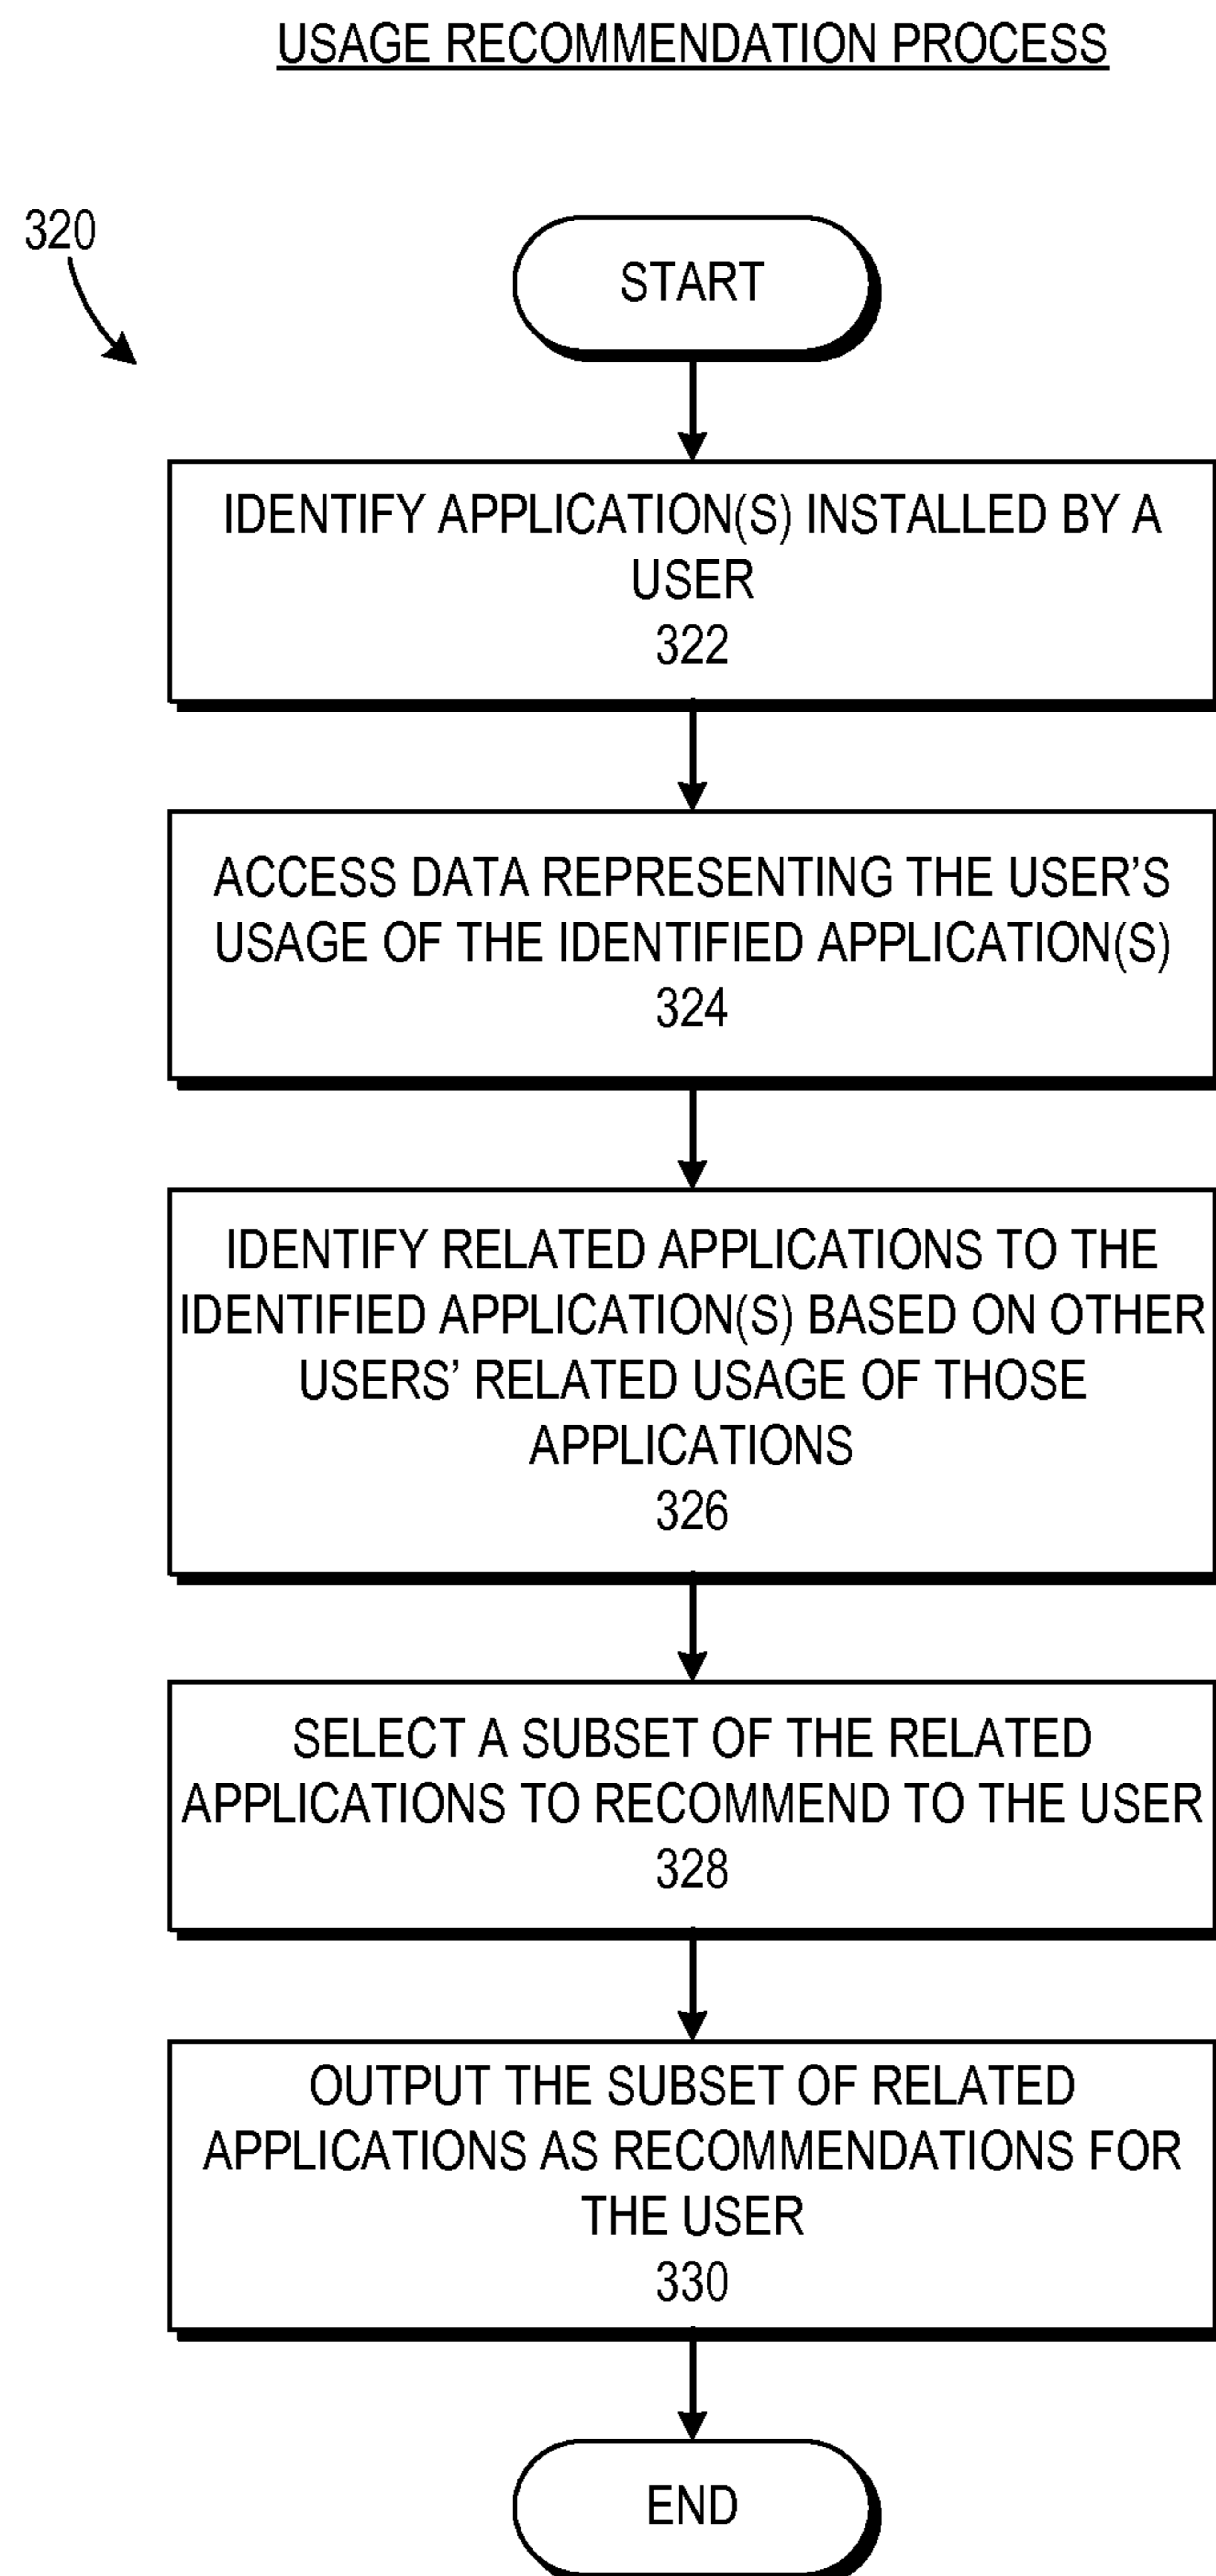 USAGE RECOMMENDATION PROCESS
320
START
IDENTIFY APPLICATION(S) INSTALLED BY A
USER
322
ACCESS DATA REPRESENTING THE USER’S
USAGE OF THE IDENTIFIED APPLICATION(S)
324
IDENTIFY RELATED APPLICATIONS TO THE
IDENTIFIED APPLICATION(S) BASED ON OTHER
USERS’ RELATED USAGE OF THOSE
APPLICATIONS
326
SELECT A SUBSET OF THE RELATED
APPLICATIONS TO RECOMMEND TO THE USER
328
OUTPUT THE SUBSET OF RELATED
APPLICATIONS AS RECOMMENDATIONS FOR
THE USER
330
END